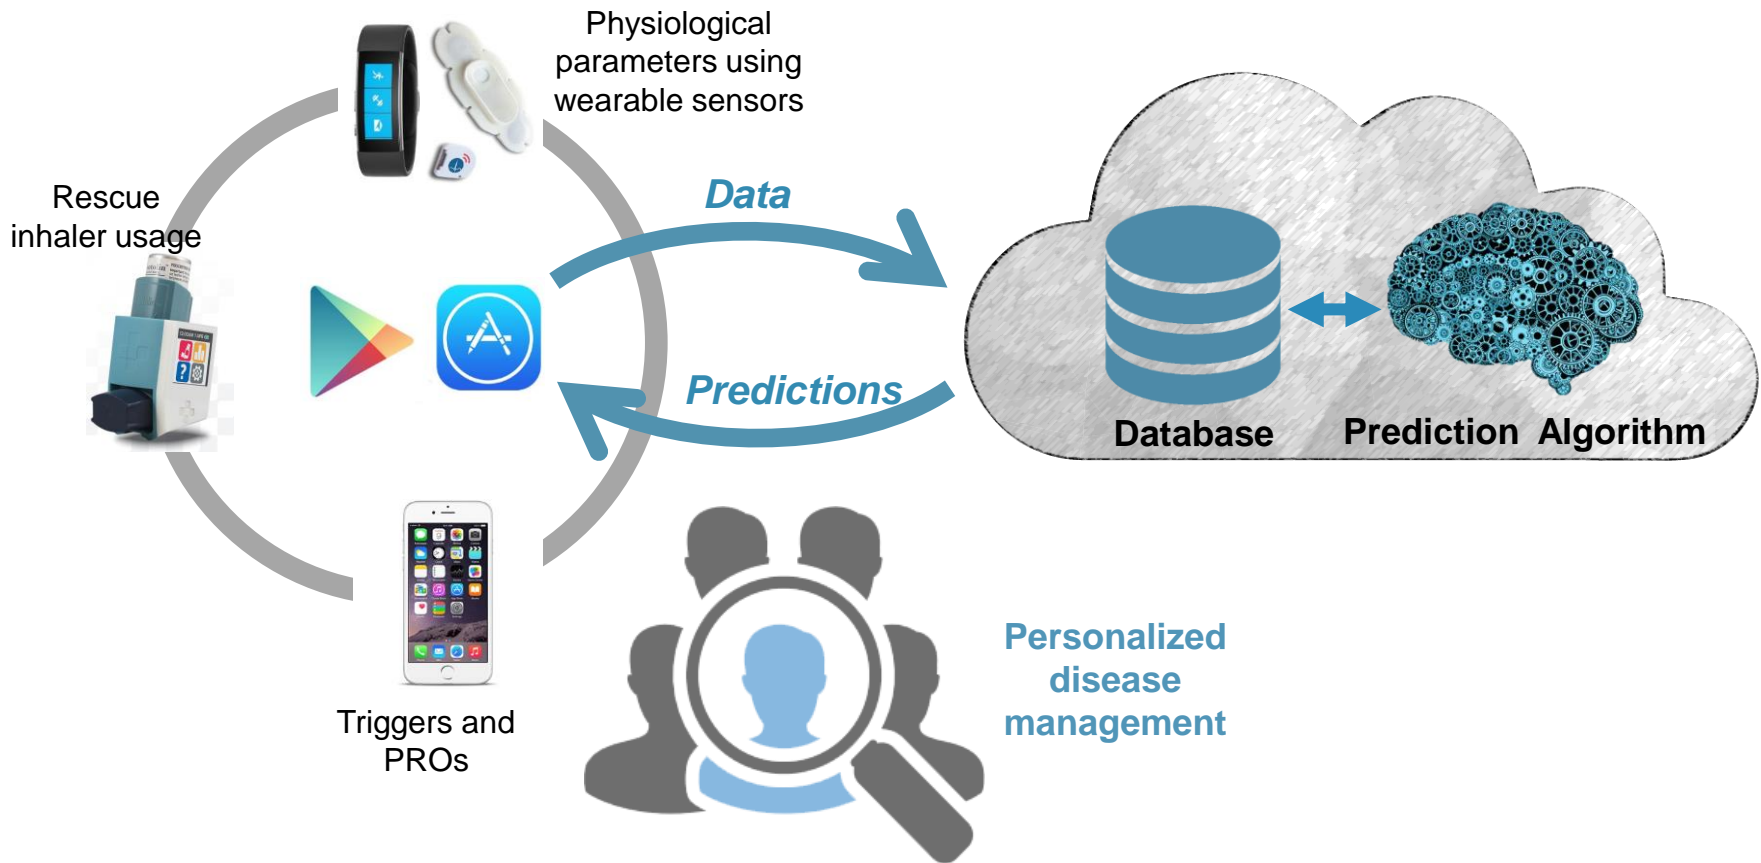 Physiological
parameters using
wearable sensors
Rescue
inhaler usage
Data
Predictions
Database
Prediction Algorithm
Triggers and
PROs
Personalized
disease
management